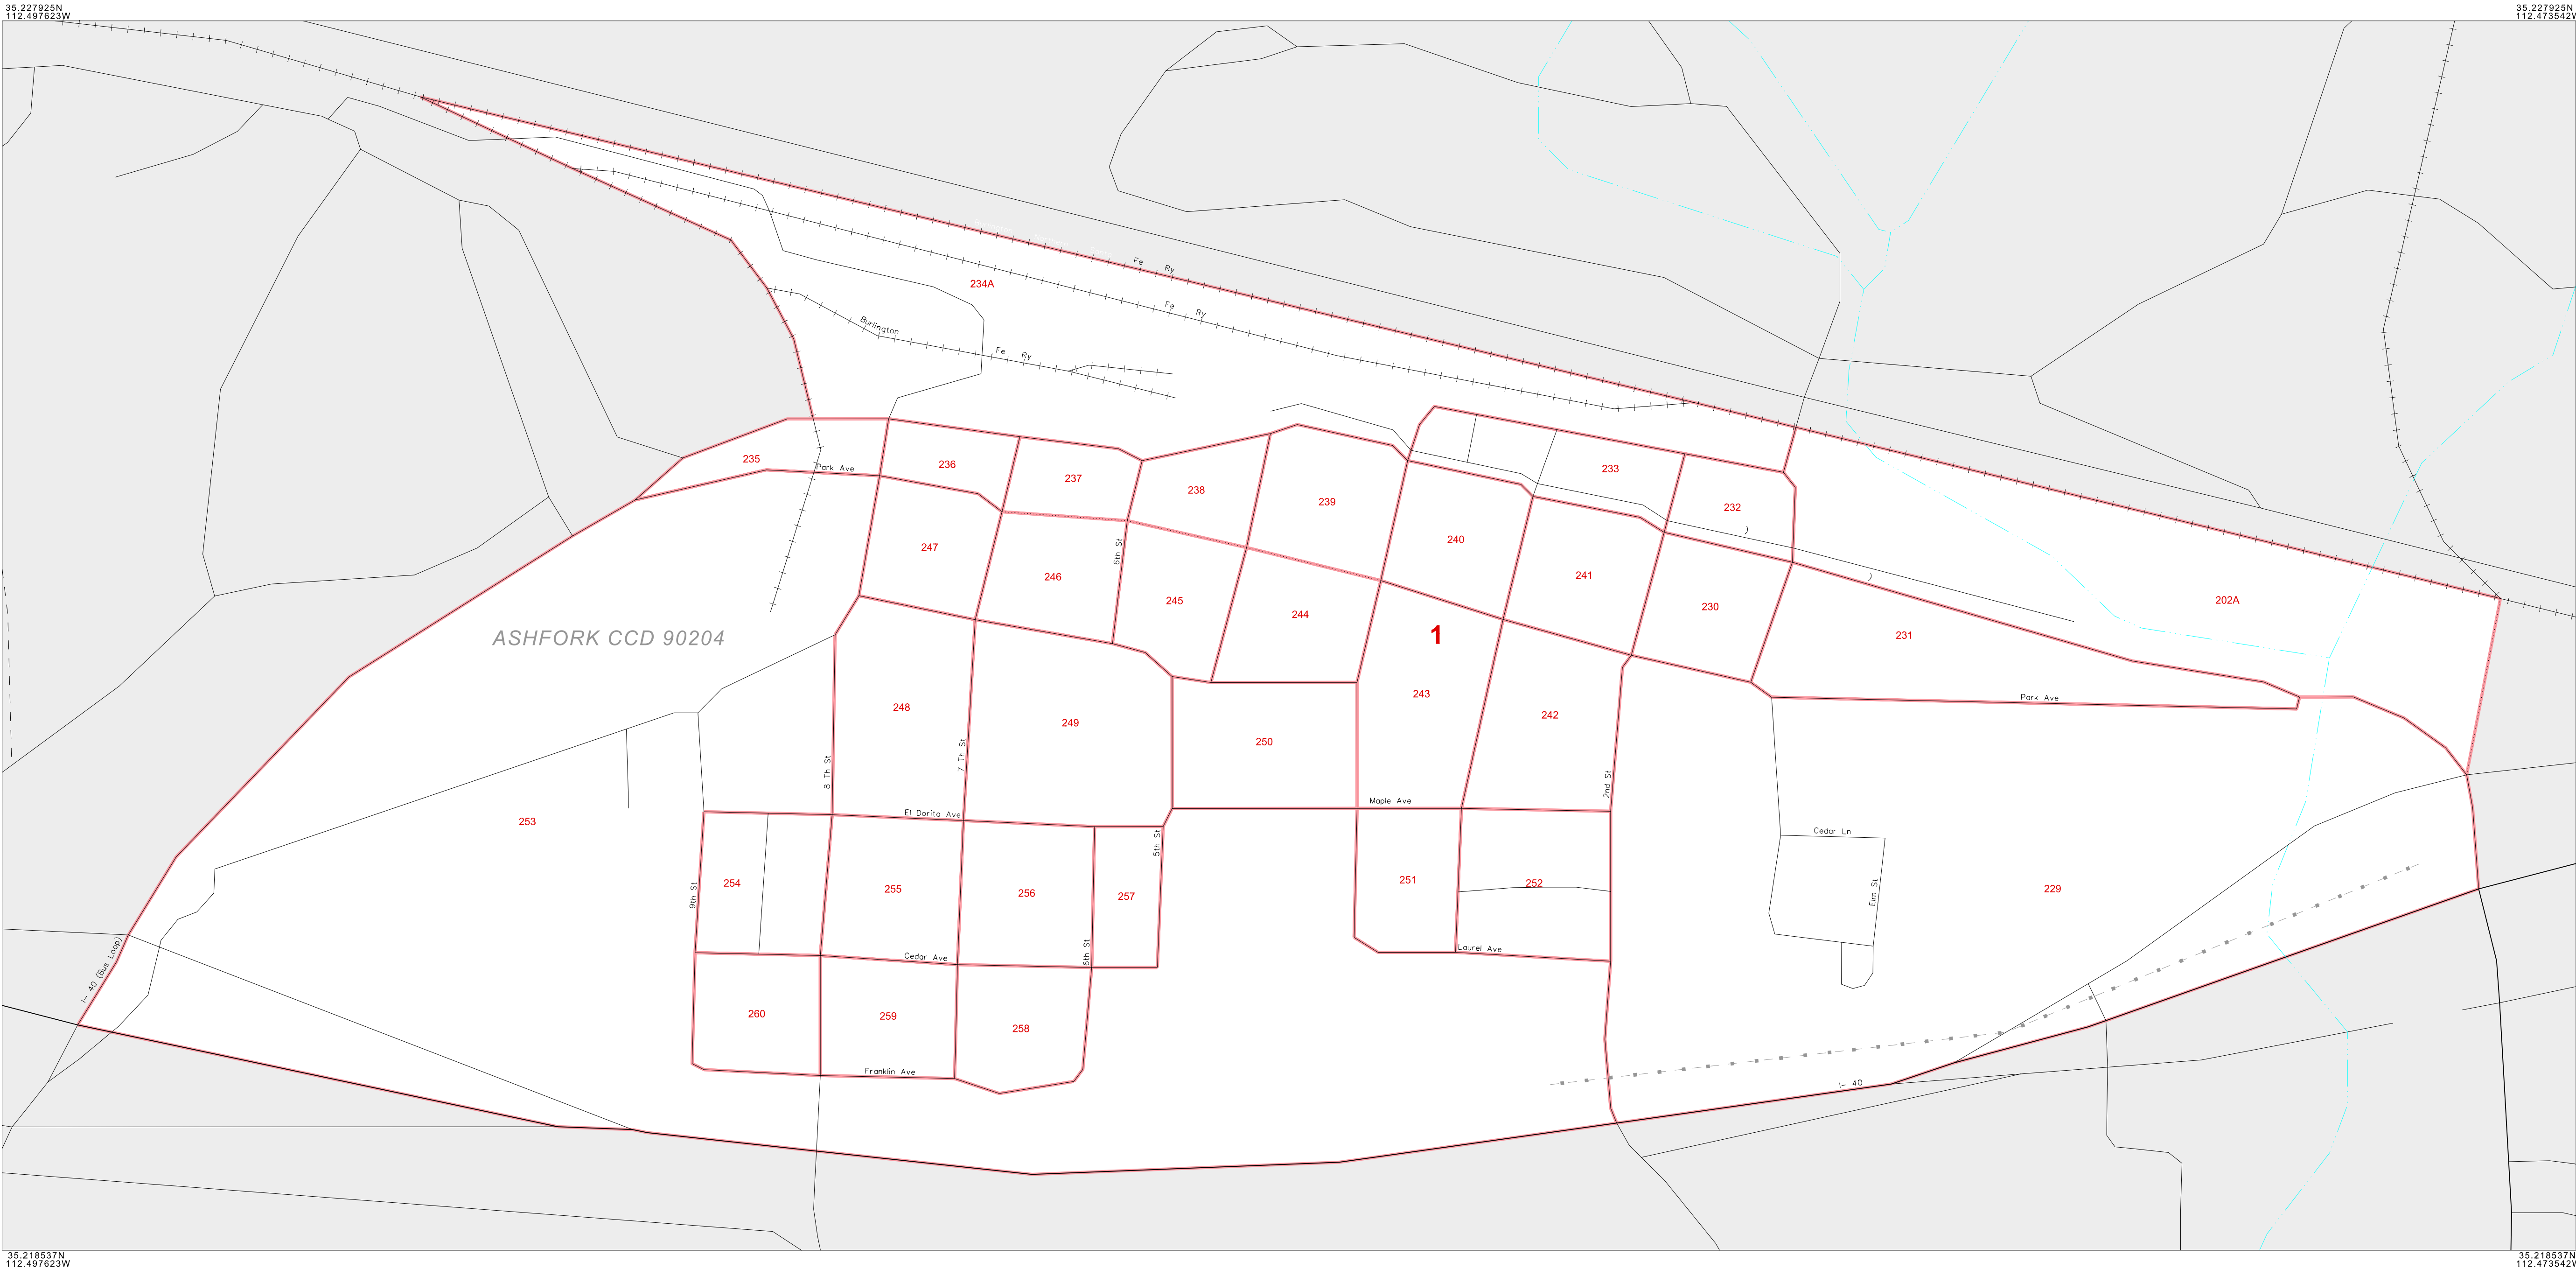 35.227925N
112.497623W
35.227925N
112.473542W
Fe Ry
234A
Fe Ry
Burlington
Fe Ry
235
Park Ave
236
237
238
239
233
232
)
240
241
247
246
6th St
245
244
230
)
202A
231
1
ASHFORK CCD 90204
243
242
248
249
250
Park Ave
7 Th St
8 Th St
2nd St
Maple Ave
El Dorita Ave
253
5th St
Cedar Ln
254
255
256
257
251
252
229
9th St
Elm St
6th St
Cedar Ave
Laurel Ave
I- 40 (Bus Loop)
260
259
258
Franklin Ave
I- 40
35.218537N
112.497623W
35.218537N
112.473542W